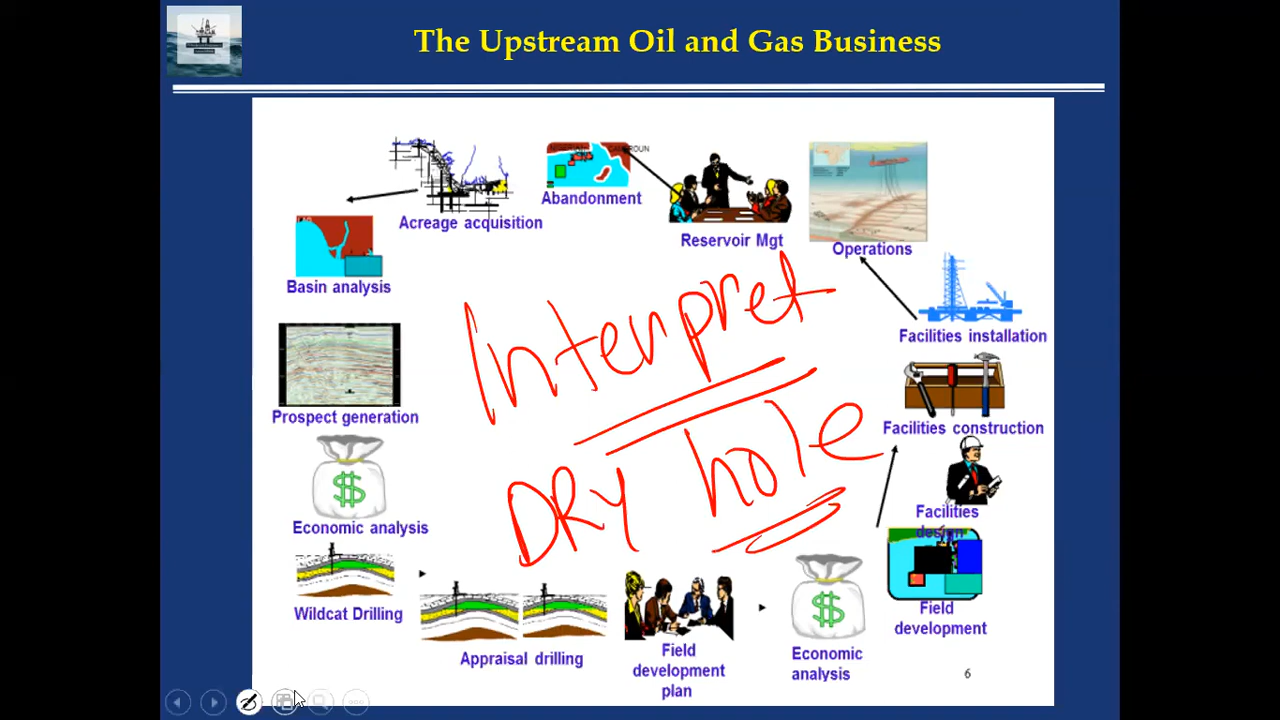 The Upstream Oil and Gas Business
CAMEROUN
Acreage acquisition
Abandonment
Reservoir Mgt
Operations
Basin analysis
Facilities installation
Prospect generation
Facilities construction
Economic analysis
Facilities
design
Wildcat Drilling
Appraisal drilling
Field
development
plan
Economic
analysis
Field
development
Interpret
DRy hole
6